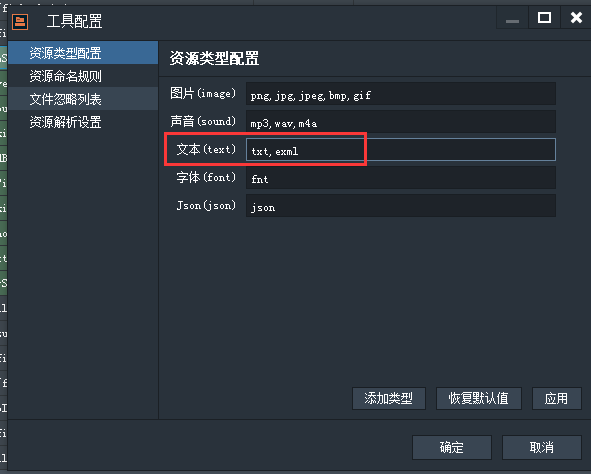 工具配置
资源类型配置
资源命名规则
文件忽略列表
资源解析设置
资源类型配置
图片(image) png,jpg,jpeg,bmp,gif
声音(sound) mp3,wav,m4a
文本(text) txt,exml
字体(font) fnt
Json(json) json
添加类型 恢复默认值 应用
确定 取消